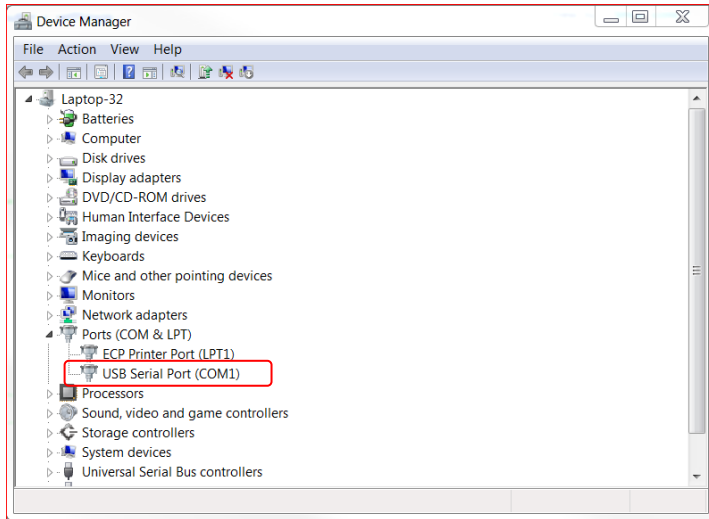 Device Manager
File Action View Help
Laptop-32
Batteries
Computer
Disk drives
Display adapters
DVD/CD-ROM drives
Human Interface Devices
Imaging devices
Keyboards
Mice and other pointing devices
Monitors
Network adapters
Ports (COM & LPT)
ECP Printer Port (LPT1)
USB Serial Port (COM1)
Processors
Sound, video and game controllers
Storage controllers
System devices
Universal Serial Bus controllers